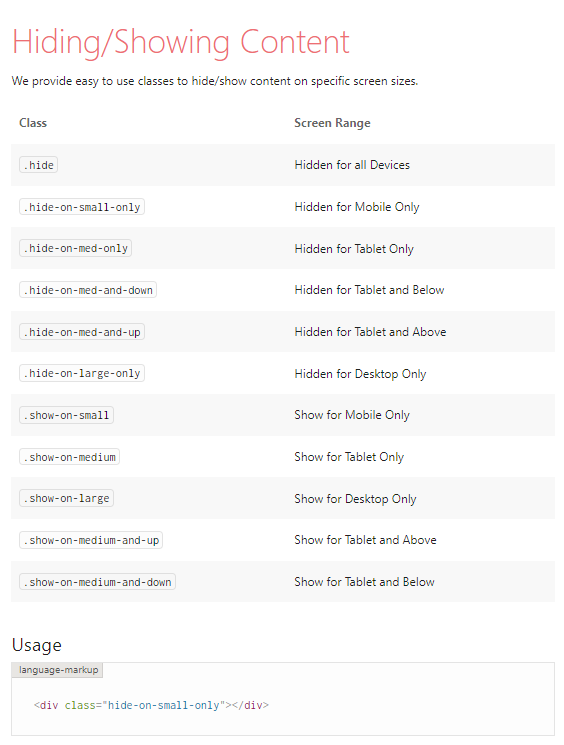 Hiding/Showing Content
We provide easy to use classes to hide/show content on specific screen sizes.
Class Screen Range
.hide Hidden for all Devices
.hide-on-small-only Hidden for Mobile Only
.hide-on-med-only Hidden for Tablet Only
.hide-on-med-and-down Hidden for Tablet and Below
.hide-on-med-and-up Hidden for Tablet and Above
.hide-on-large-only Hidden for Desktop Only
.show-on-small Show for Mobile Only
.show-on-medium Show for Tablet Only
.show-on-large Show for Desktop Only
.show-on-medium-and-up Show for Tablet and Above
.show-on-medium-and-down Show for Tablet and Below
Usage
language-markup
<div class="hide-on-small-only"></div>